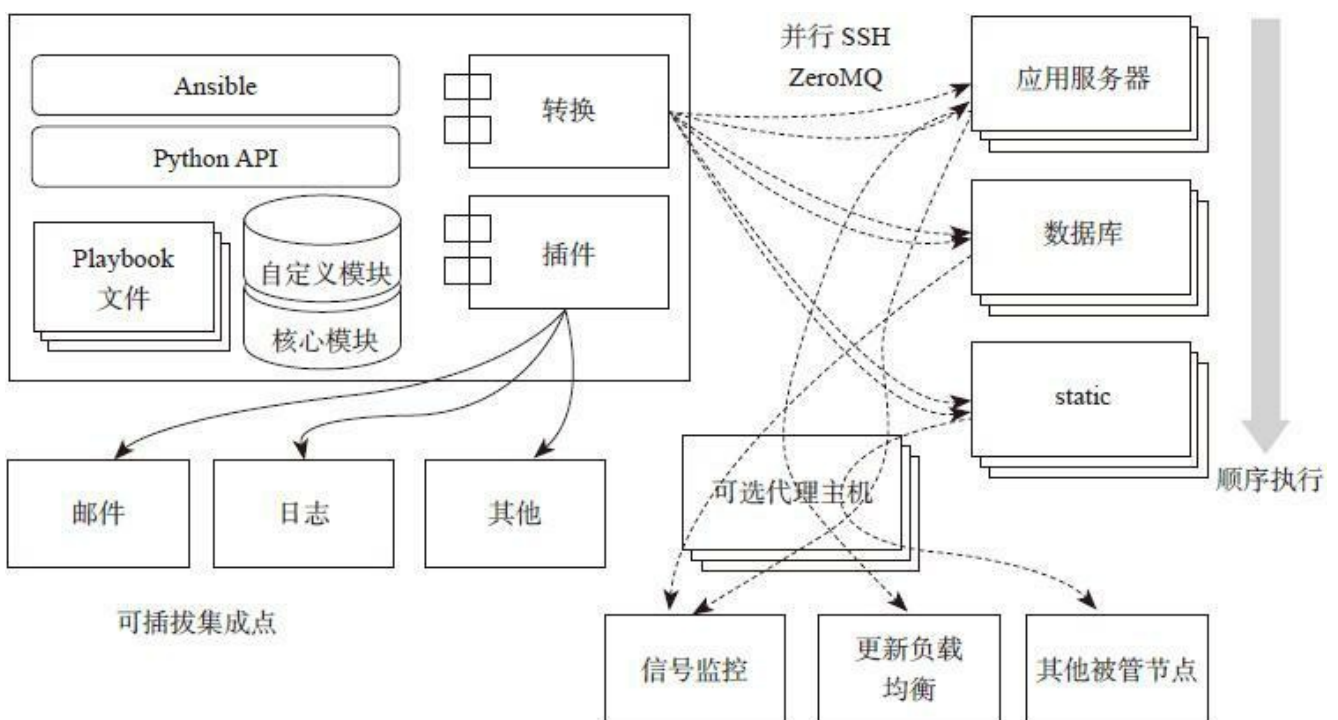 Ansible
Python API
Playbook
文件
自定义模块
核心模块
转换
插件
并行 SSH
ZeroMQ
应用服务器
数据库
static
顺序执行
邮件
日志
其他
可插拔集成点
可选代理主机
信号监控
更新负载
均衡
其他被管节点